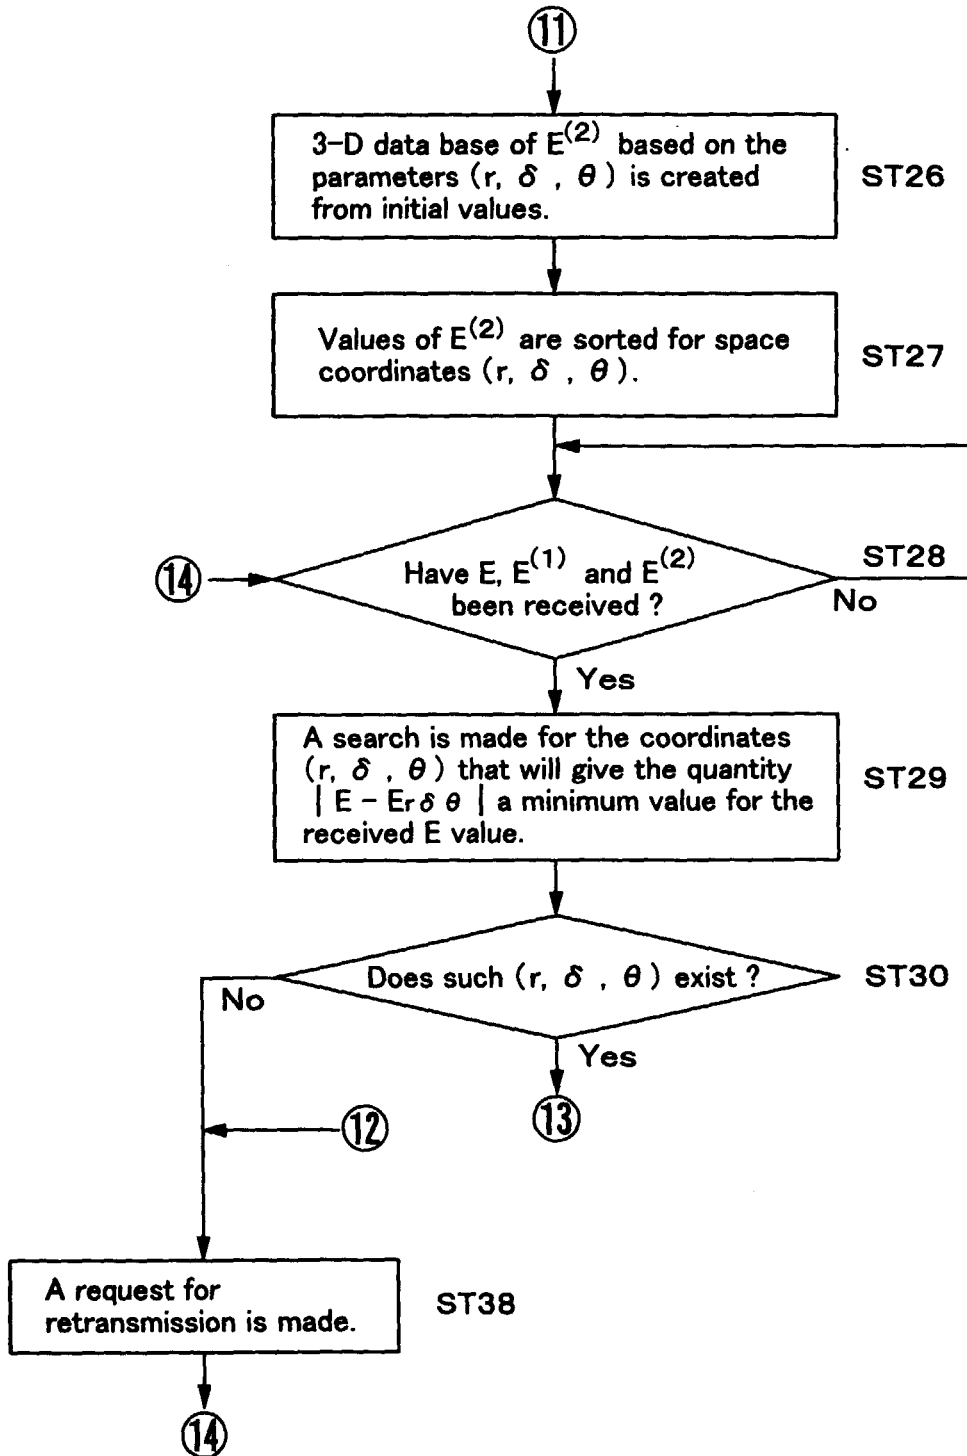 ⑪
3-D data base of E(2) based on the
parameters (r, δ , θ) is created
from initial values.
ST26
Values of E(2) are sorted for space
coordinates (r, δ , θ).
ST27
⑭
Have E, E(1) and E(2)
been received ?
ST28
No
Yes
A search is made for the coordinates
(r, δ , θ) that will give the quantity
| E - Er δ θ | a minimum value for the
received E value.
ST29
Does such (r, δ , θ) exist ?
ST30
No
Yes
⑫
⑬
A request for
retransmission is made.
ST38
⑭